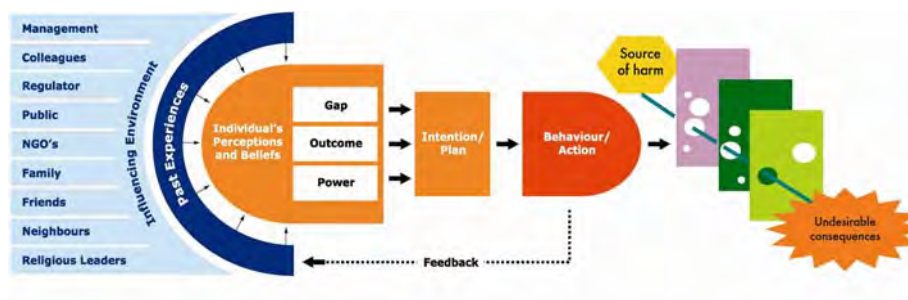 Management
Colleagues
Regulator
Public
NGO's
Family
Friends
Neighbours
Religious Leaders
Influencing Environment
Past Experiences
Individual's
Perceptions
and Beliefs
Gap
Outcome
Power
Intention/
Plan
Behaviour/
Action
Source
of harm
Undesirable
consequences
Feedback